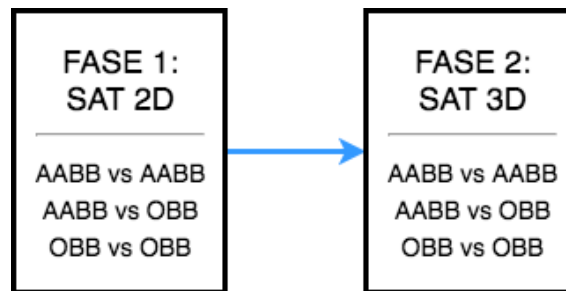 FASE 1:
SAT 2D
AABB vs AABB
AABB vs OBB
OBB vs OBB
FASE 2:
SAT 3D
AABB vs AABB
AABB vs OBB
OBB vs OBB